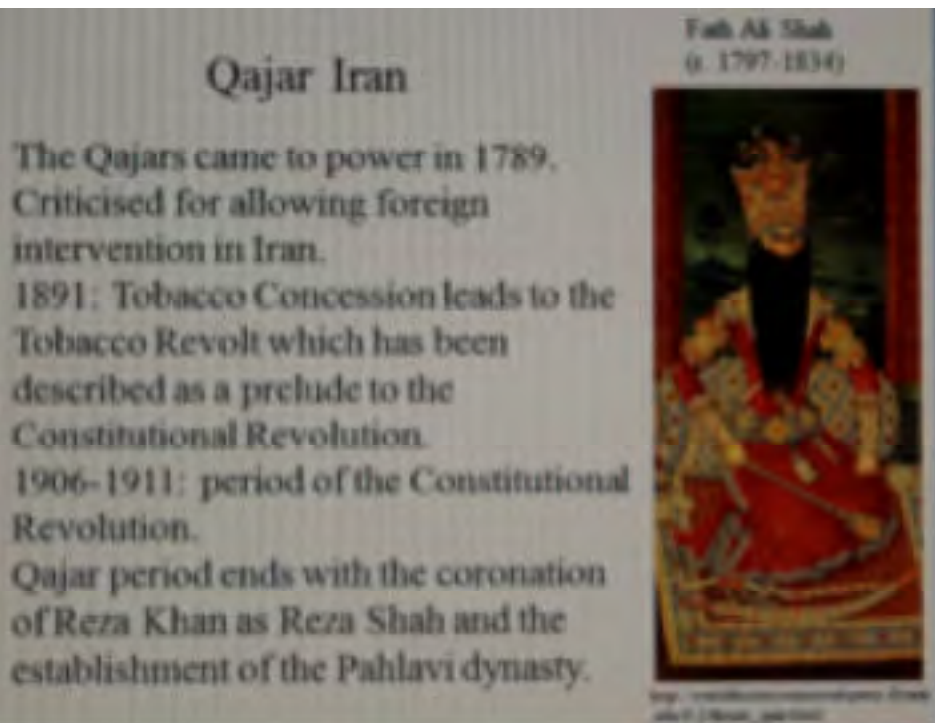 Fath Ali Shah
(r. 1797-1834)
Qajar Iran
The Qajars came to power in 1789.
Criticised for allowing foreign
intervention in Iran.
1891: Tobacco Concession leads to the
Tobacco Revolt which has been
described as a prelude to the
Constitutional Revolution.
1906-1911: period of the Constitutional
Revolution.
Qajar period ends with the coronation
of Reza Khan as Reza Shah and the
establishment of the Pahlavi dynasty.